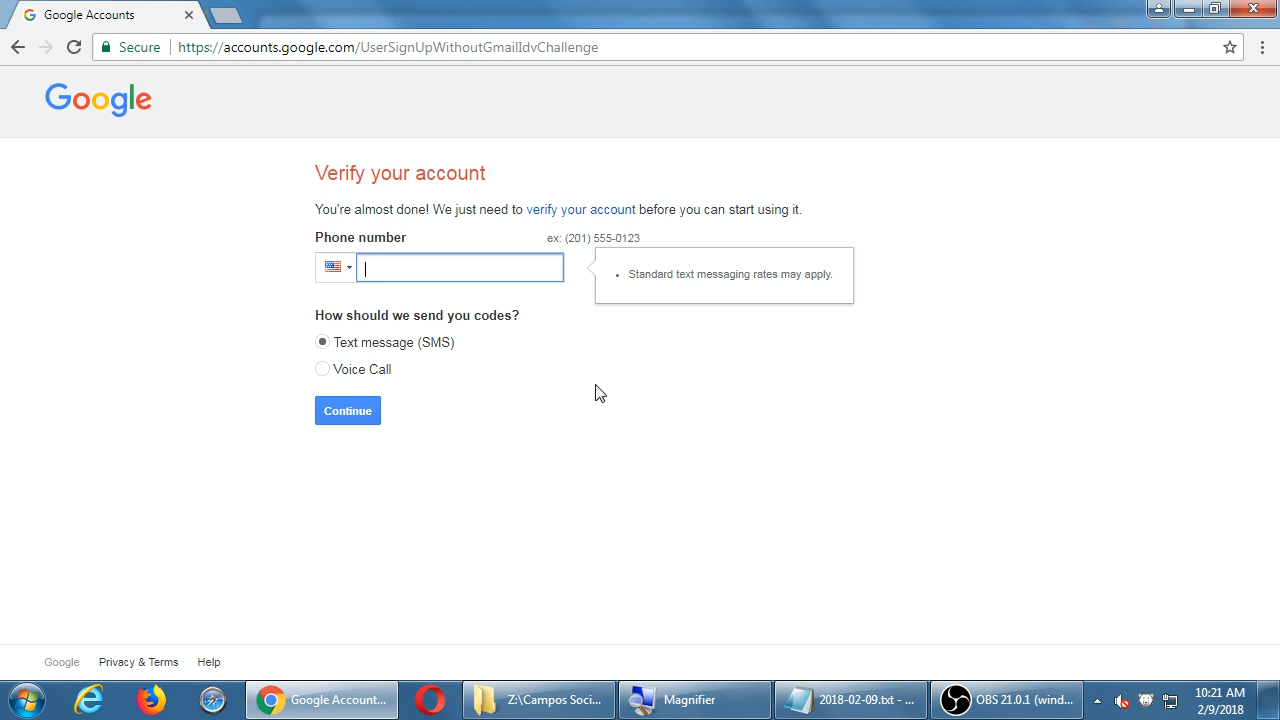 Google Accounts
Secure https://accounts.google.com/UserSignUpWithoutGmailIdvChallenge
Google
Verify your account
You're almost done! We just need to verify your account before you can start using it.
Phone number ex: (201) 555-0123
• Standard text messaging rates may apply.
How should we send you codes?
Text message (SMS)
Voice Call
Continue
Google Privacy & Terms Help
Google Account... Z:\Campos Soci... Magnifier 2018-02-09.txt - ... OBS 21.0.1 (wind... 10:21 AM
2/9/2018